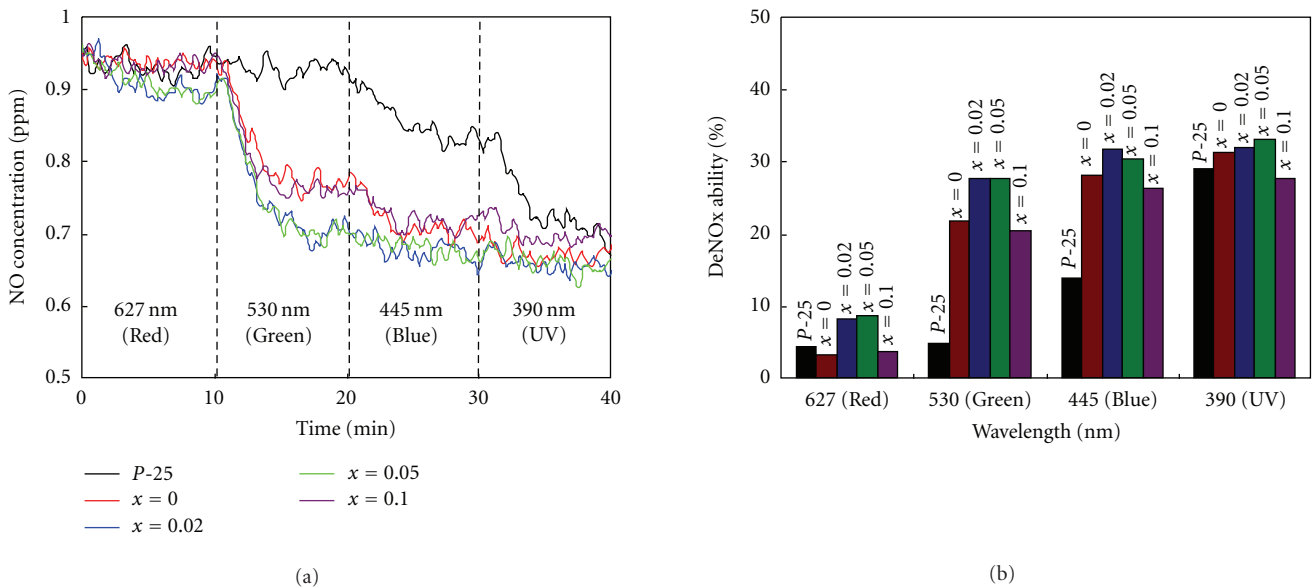 1
0.9
0.8
0.7
0.6
0.5
NO concentration (ppm)
627 nm
(Red)
530 nm
(Green)
445 nm
(Blue)
390 nm
(UV)
0
10
20
30
40
Time (min)
P-25
x = 0
x = 0.02
x = 0.05
x = 0.1
(a)
50
40
30
20
10
0
DeNOx ability (%)
P-25
x = 0
x = 0.02
x = 0.05
x = 0.1
P-25
x = 0
x = 0.02
x = 0.05
x = 0.1
P-25
x = 0
x = 0.02
x = 0.05
x = 0.1
P-25
x = 0
x = 0.02
x = 0.05
x = 0.1
627 (Red)
530 (Green)
445 (Blue)
390 (UV)
Wavelength (nm)
(b)